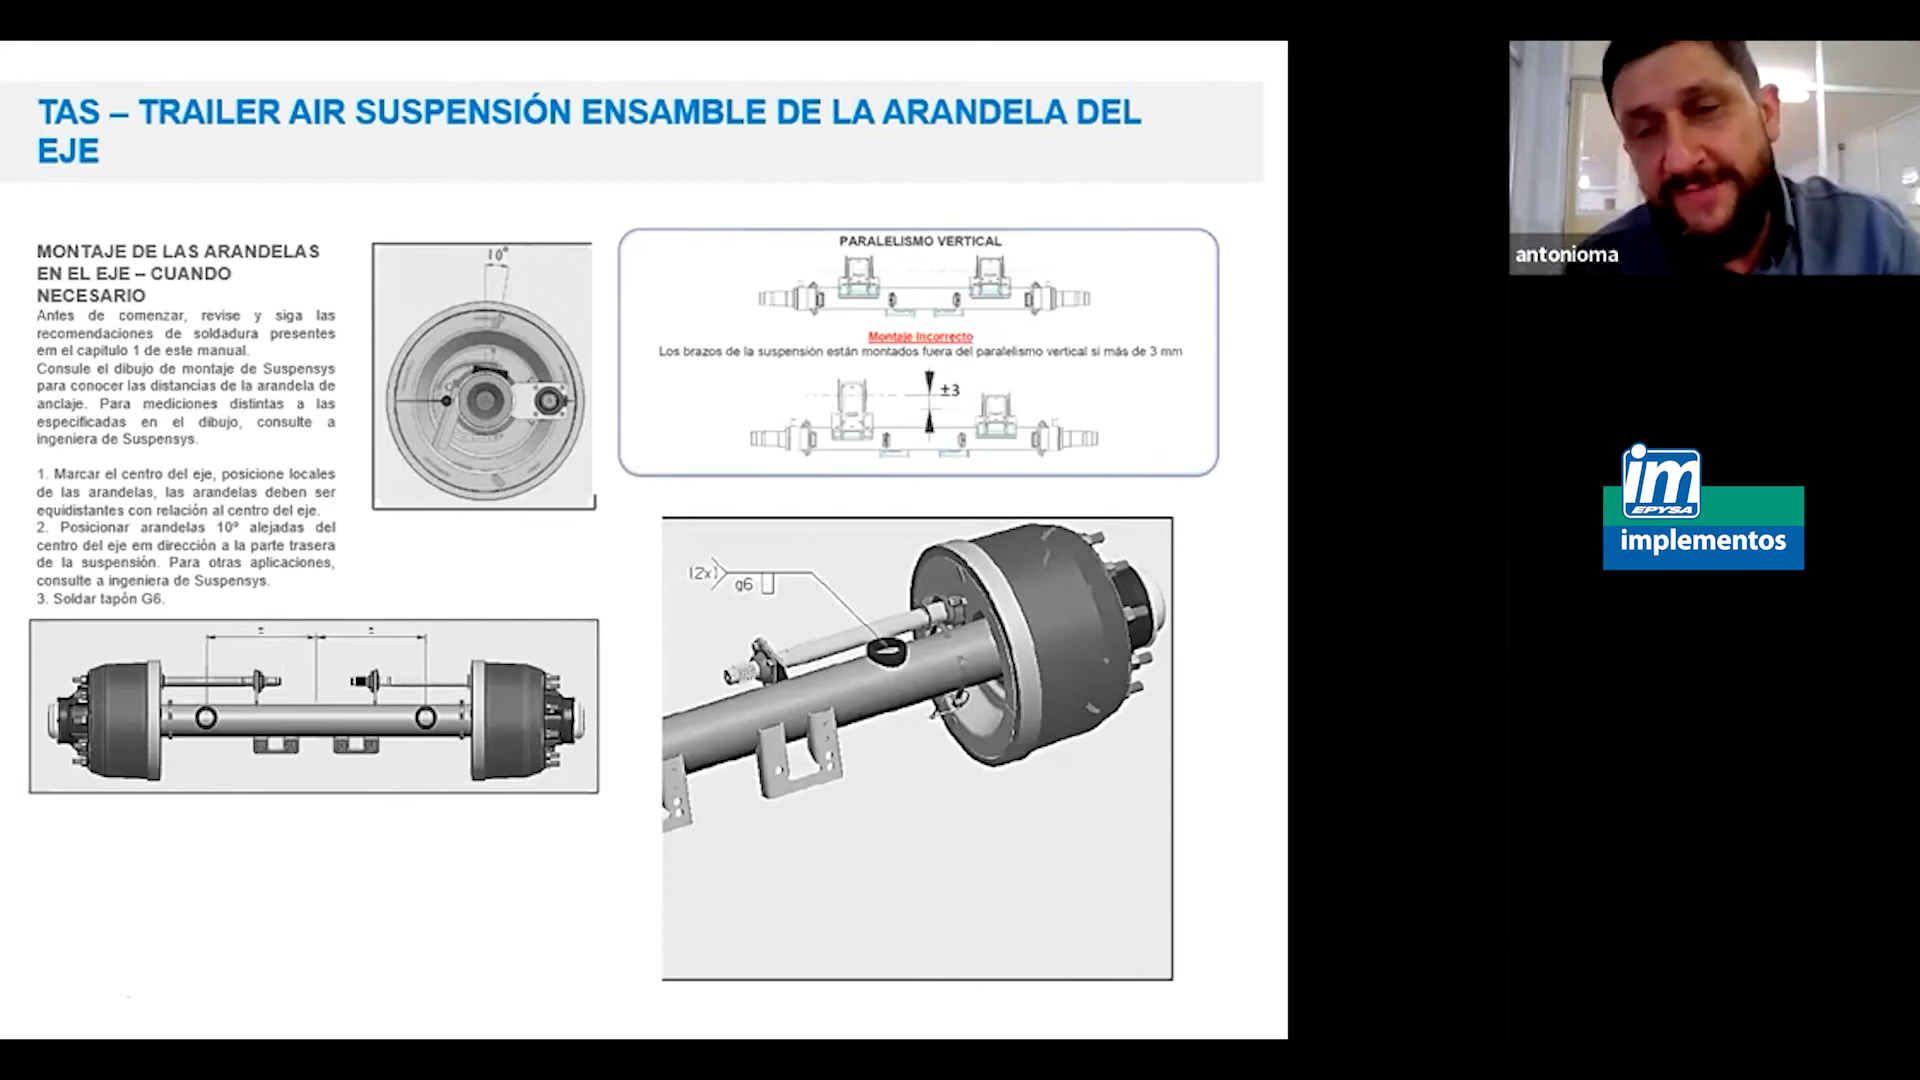 TAS – TRAILER AIR SUSPENSIÓN ENSAMBLE DE LA ARANDELA DEL
EJE
MONTAJE DE LAS ARANDELAS
EN EL EJE – CUANDO
NECESARIO
Antes de comenzar, revise y siga las
recomendaciones de soldadura presentes
em el capitulo 1 de este manual.
Consule el dibujo de montaje de Suspensys
para conocer las distancias de la arandela de
anclaje. Para mediciones distintas a las
especificadas en el dibujo, consulte a
ingeniera de Suspensys.
1. Marcar el centro del eje, posicione locales
de las arandelas, las arandelas deben ser
equidistantes con relación al centro del eje.
2. Posicionar arandelas 10º alejadas del
centro del eje em dirección a la parte trasera
de la suspensión. Para otras aplicaciones,
consulte a ingeniera de Suspensys.
3. Soldar tapón G6.
10°
PARALELISMO VERTICAL
Montaje Incorrecto
Los brazos de la suspensión están montados fuera del paralelismo vertical si más de 3 mm
±3
(2x)
g6
=
=
antonioma
im
EPYSA
implementos